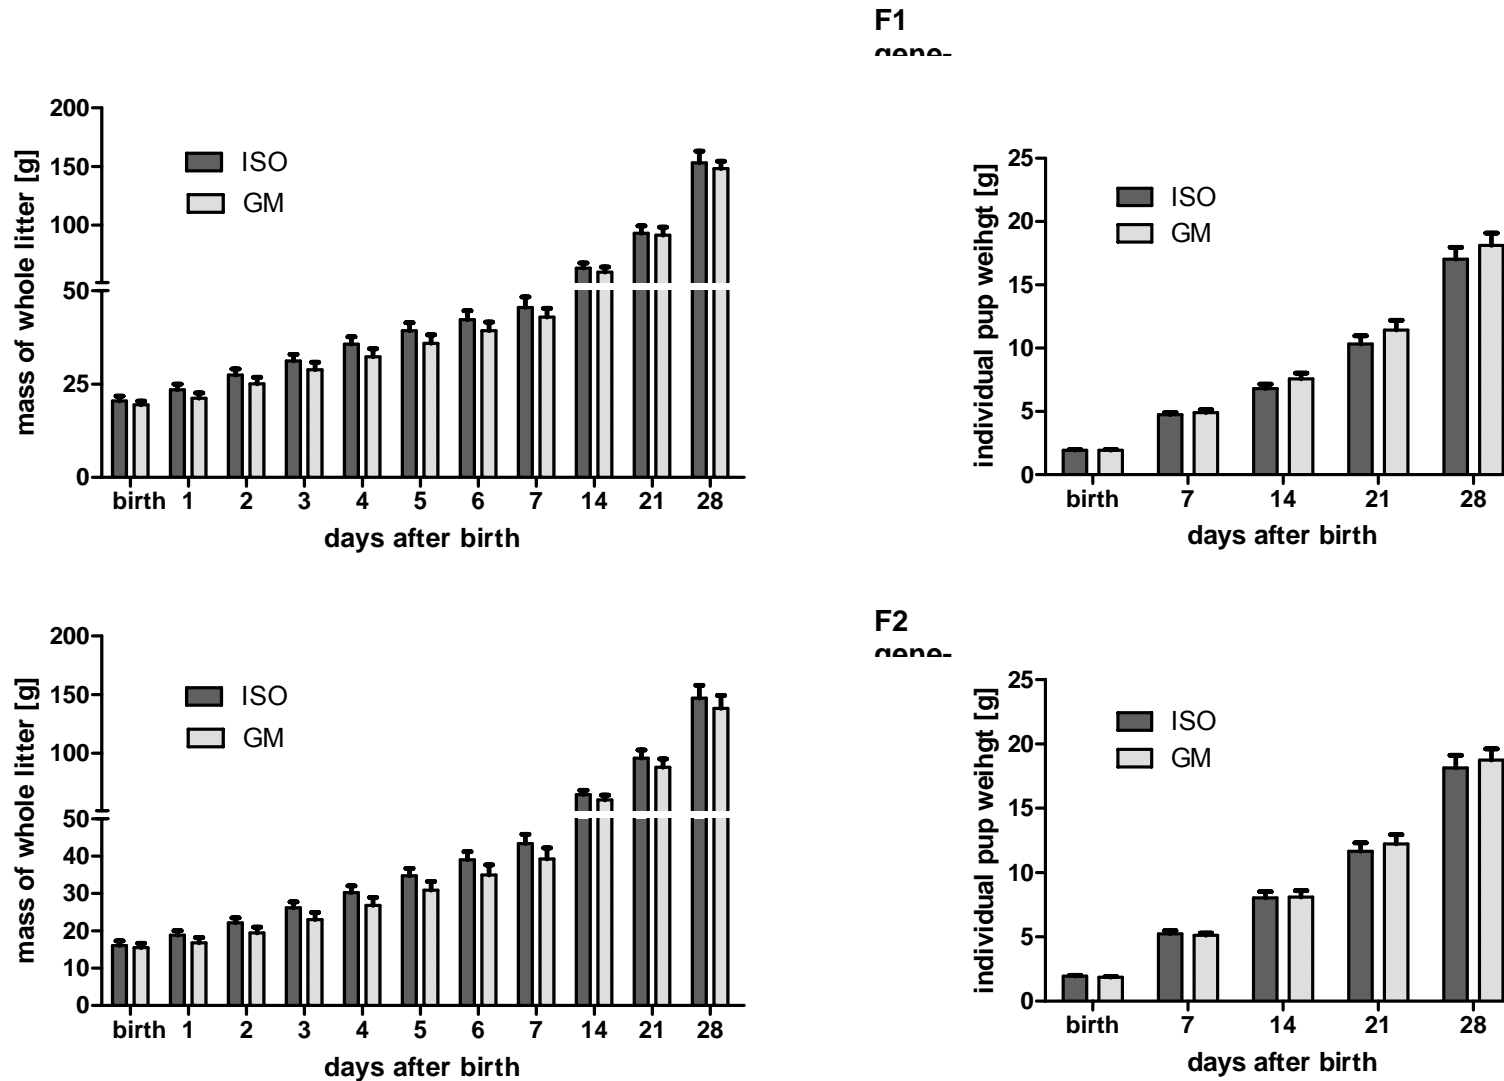 F1
gene-
mass of whole litter [g]
200
150
100
50
25
0
ISO
GM
birth 1 2 3 4 5 6 7 14 21 28
days after birth
individual pup weihgt [g]
25
20
15
10
5
0
ISO
GM
birth 7 14 21 28
days after birth
F2
gene-
mass of whole litter [g]
200
150
100
50
40
30
20
10
0
ISO
GM
birth 1 2 3 4 5 6 7 14 21 28
days after birth
individual pup weihgt [g]
25
20
15
10
5
0
ISO
GM
birth 7 14 21 28
days after birth